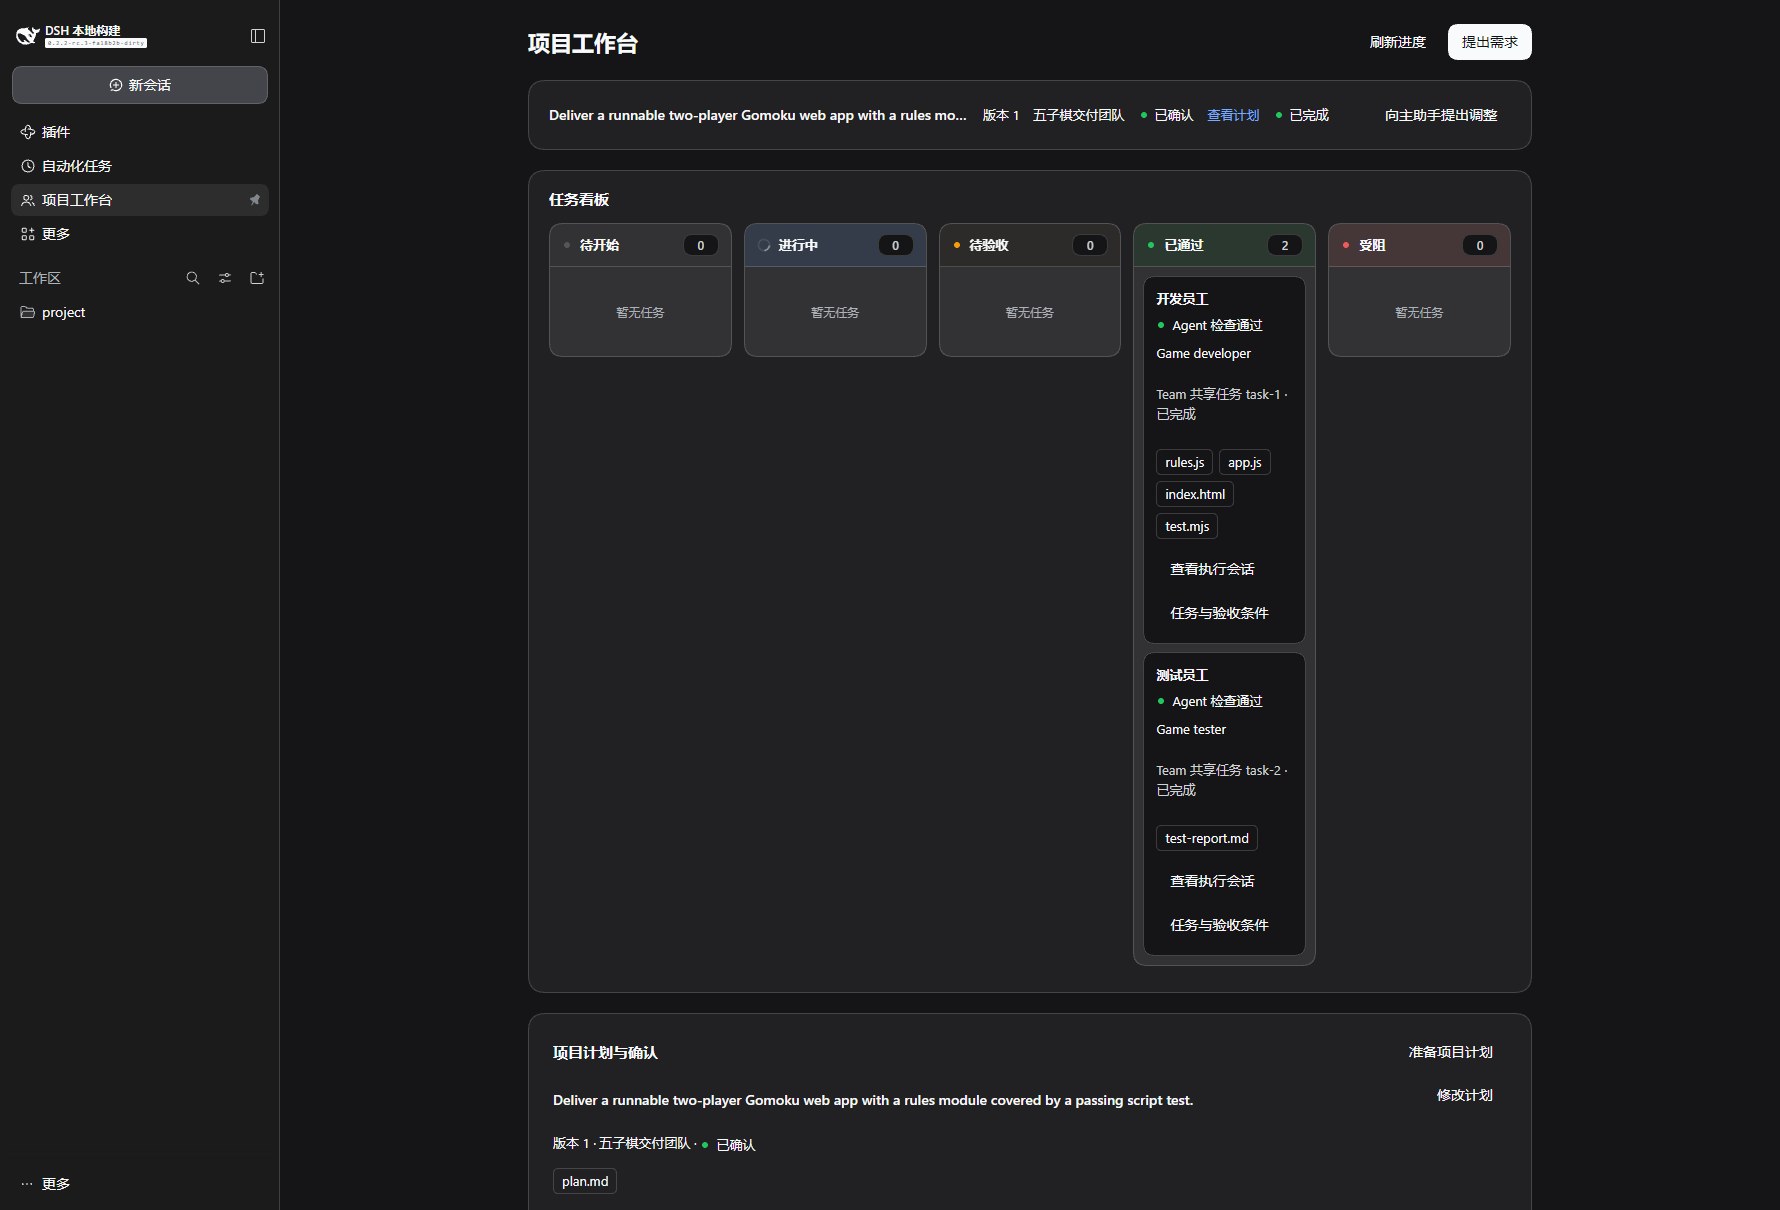 DSH 本地构建
0.2.2-rc.1-fa18b2b-dirty
新会话
插件
自动化任务
项目工作台
更多
工作区
project
更多
项目工作台
刷新进度
提出需求
Deliver a runnable two-player Gomoku web app with a rules mo...
版本 1
五子棋交付团队
已确认
查看计划
已完成
向主助手提出调整
任务看板
待开始
0
暂无任务
进行中
0
暂无任务
待验收
0
暂无任务
已通过
2
开发员工
Agent 检查通过
Game developer
Team 共享任务 task-1 ·
已完成
rules.js
app.js
index.html
test.mjs
查看执行会话
任务与验收条件
测试员工
Agent 检查通过
Game tester
Team 共享任务 task-2 ·
已完成
test-report.md
查看执行会话
任务与验收条件
受阻
0
暂无任务
项目计划与确认
准备项目计划
Deliver a runnable two-player Gomoku web app with a rules module covered by a passing script test.
修改计划
版本 1 · 五子棋交付团队 · 已确认
plan.md